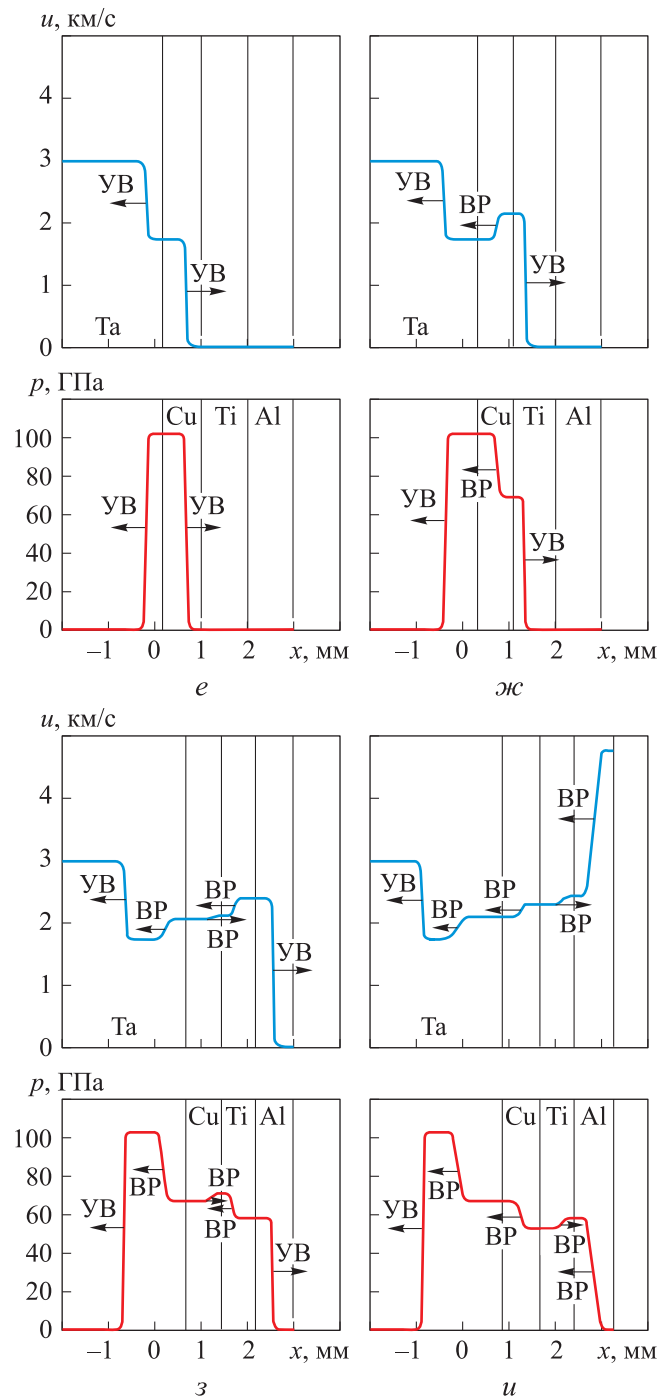 u, км/с
4
3
2
1
0
УВ
УВ
Ta
УВ
ВР
УВ
Ta
p, ГПа
100
80
60
40
20
0
Cu Ti Al
УВ УВ
–1 0 1 2 x, мм
е
Cu Ti Al
ВР
УВ
УВ
–1 0 1 2 x, мм
ж
u, км/с
4
3
2
1
0
УВ
ВР
ВР
ВР
УВ
Ta
УВ
ВР
ВР
ВР
ВР
Ta
p, ГПа
100
80
60
40
20
0
Cu Ti Al
ВР
ВР
ВР
УВ
УВ
–1 0 1 2 x, мм
з
Cu Ti Al
ВР
ВР
ВР
УВ
ВР
–1 0 1 2 x, мм
и